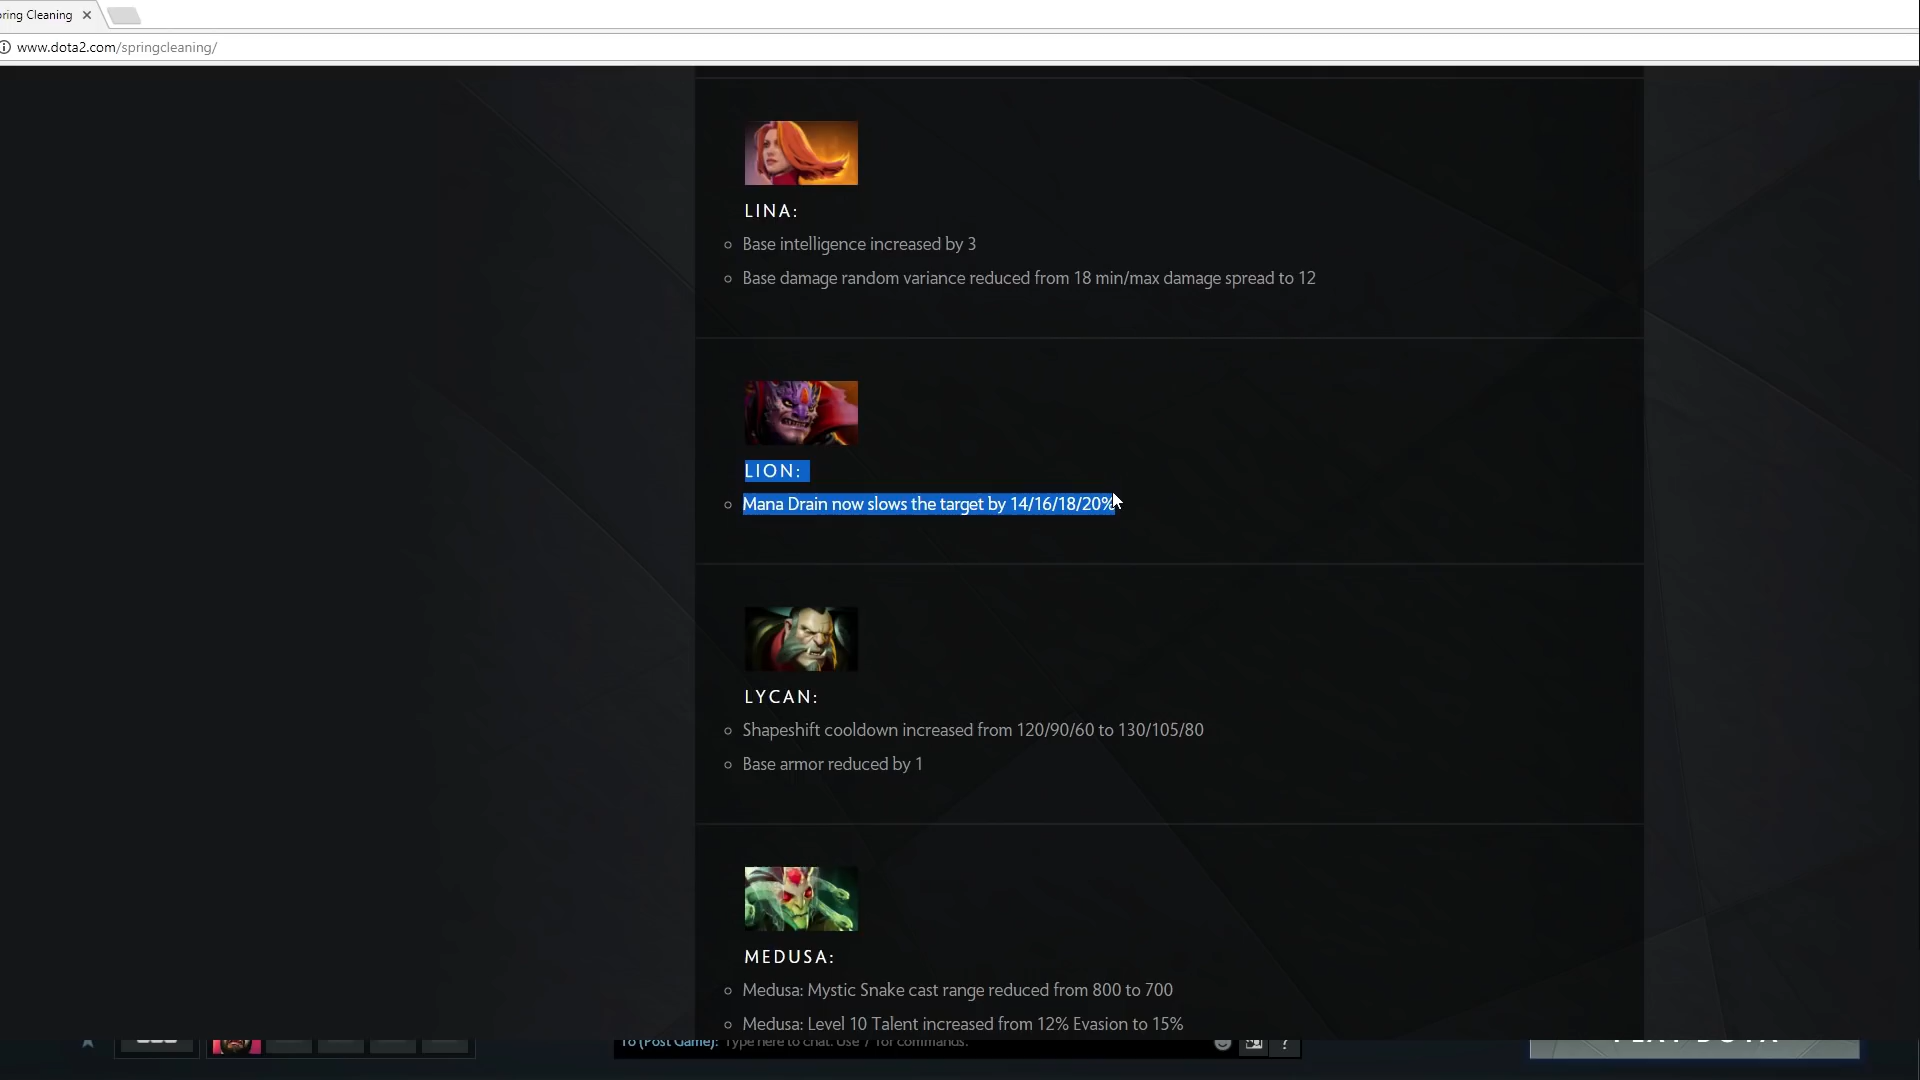 ring Cleaning
www.dota2.com/springcleaning/
LINA:
Base intelligence increased by 3
Base damage random variance reduced from 18 min/max damage spread to 12
LION:
Mana Drain now slows the target by 14/16/18/20%
LYCAN:
Shapeshift cooldown increased from 120/90/60 to 130/105/80
Base armor reduced by 1
MEDUSA:
Medusa: Mystic Snake cast range reduced from 800 to 700
Medusa: Level 10 Talent increased from 12% Evasion to 15%
To (Post Game): Type here to chat. Use '/' for commands. ?
PLAY DOTA